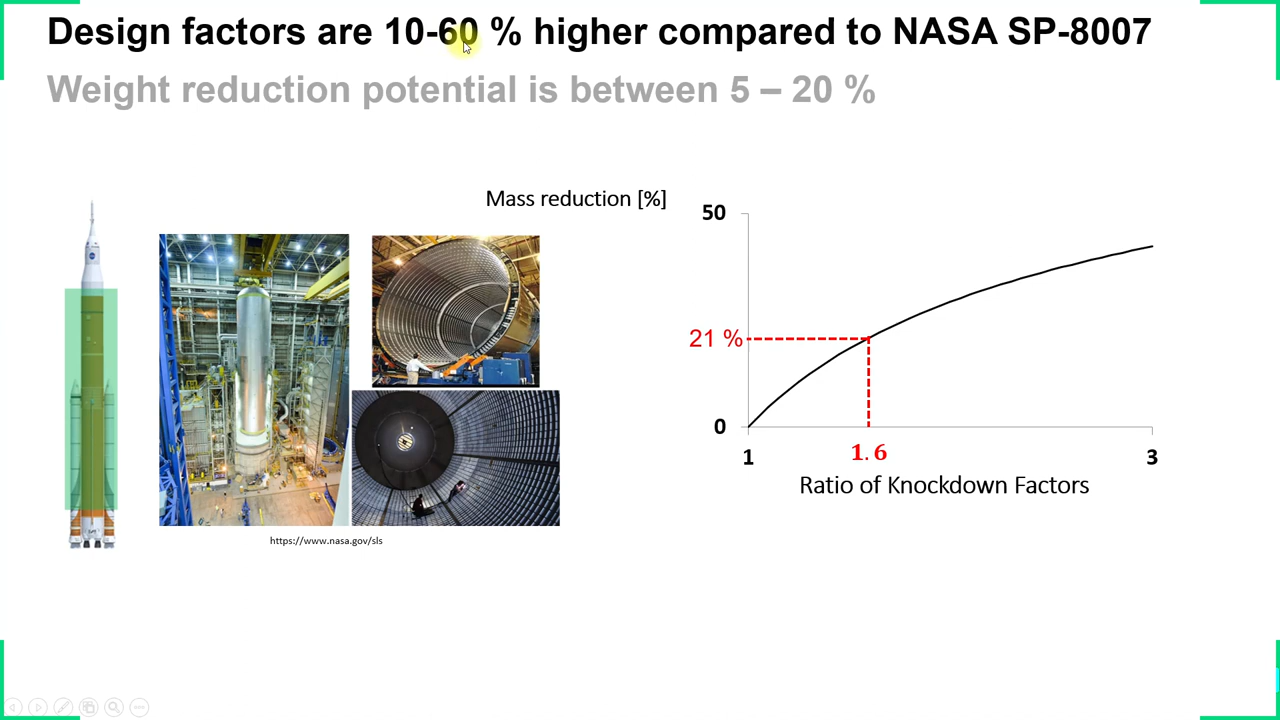 Design factors are 10-60 % higher compared to NASA SP-8007
Weight reduction potential is between 5 – 20 %
Mass reduction [%]
50
21 %
0
1
1.6
3
Ratio of Knockdown Factors
https://www.nasa.gov/sls